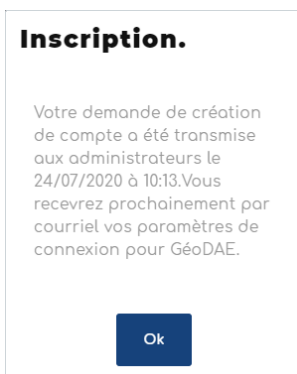 Inscription.
Votre demande de création
de compte a été transmise
aux administrateurs le
24/07/2020 à 10:13.Vous
recevrez prochainement par
courriel vos paramètres de
connexion pour GéoDAE.
Ok